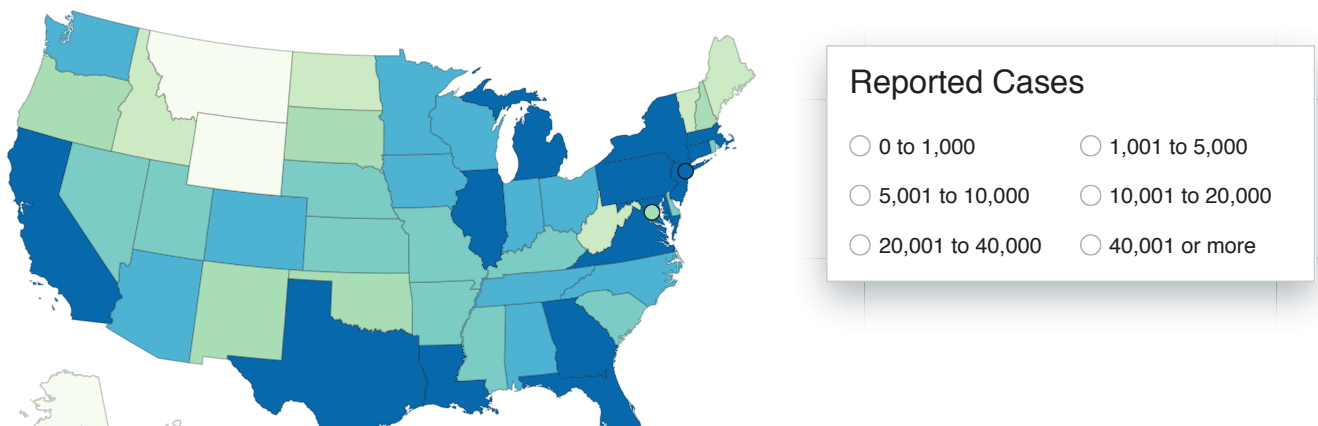 Reported Cases
0 to 1,000
1,001 to 5,000
5,001 to 10,000
10,001 to 20,000
20,001 to 40,000
40,001 or more